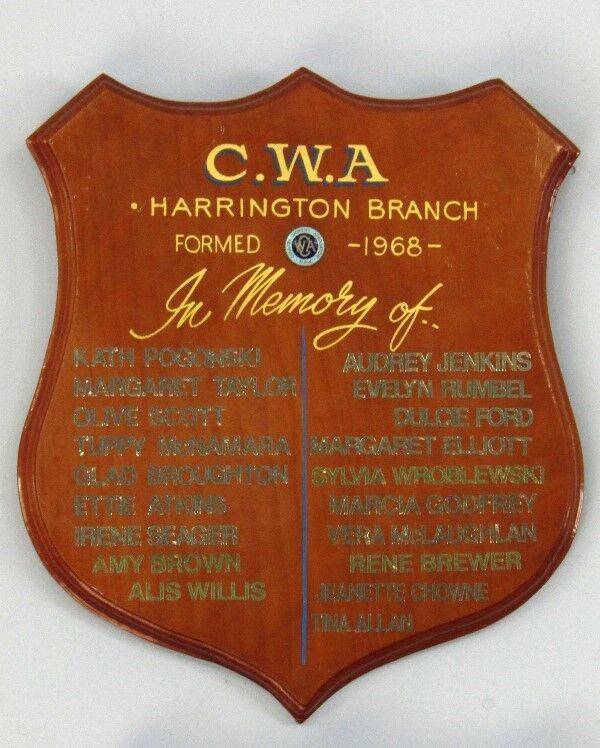 C.W.A
• HARRINGTON BRANCH
FORMED CWA -1968-
In Memory of..
KATH POGONSKI
MARGARET TAYLOR
OLIVE SCOTT
TUPPY McNAMARA
GLAD BROUGHTON
ETTIE ATKINS
IRENE SEAGER
AMY BROWN
ALIS WILLIS
AUDREY JENKINS
EVELYN RUMBEL
DULCIE FORD
MARGARET ELLIOTT
SYLVIA WROBLEWSKI
MARCIA GODFREY
VERA McLAUGHLAN
RENE BREWER
JEANETTE CHOWNE
TINA ALLAN